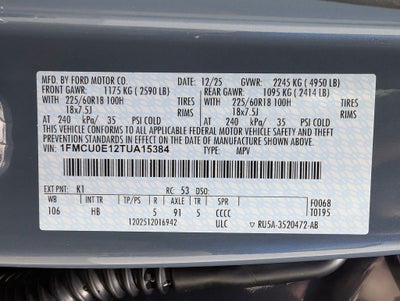 MFD. BY FORD MOTOR CO. 12/25 GVWR: 2245 KG ( 4950 LB)
FRONT GAWR: 1175 KG ( 2590 LB) REAR GAWR: 1095 KG ( 2414 LB)
225/60R18 100H TIRES 225/60R18 100H TIRES
18x7.5J RIMS 18x7.5J RIMS
AT 240 kPa/ 35 PSI COLD AT 240 kPa/ 35 PSI COLD
THIS VEHICLE CONFORMS TO ALL APPLICABLE FEDERAL MOTOR VEHICLE SAFETY AND THEFT PREVENTION STANDARDS IN EFFECT ON THE DATE OF MANUFACTURE SHOWN ABOVE.
VIN: 1FMCU0E12TUA15384 TYPE: MPV
EXT PNT: K1 RC: 53 DSO:
WB INT TR TP/PS R AXLE TR SPR F0068
106 HB 5 91 5 CCCC T0195
1202512016942 ULC RU5A-3520472-AB